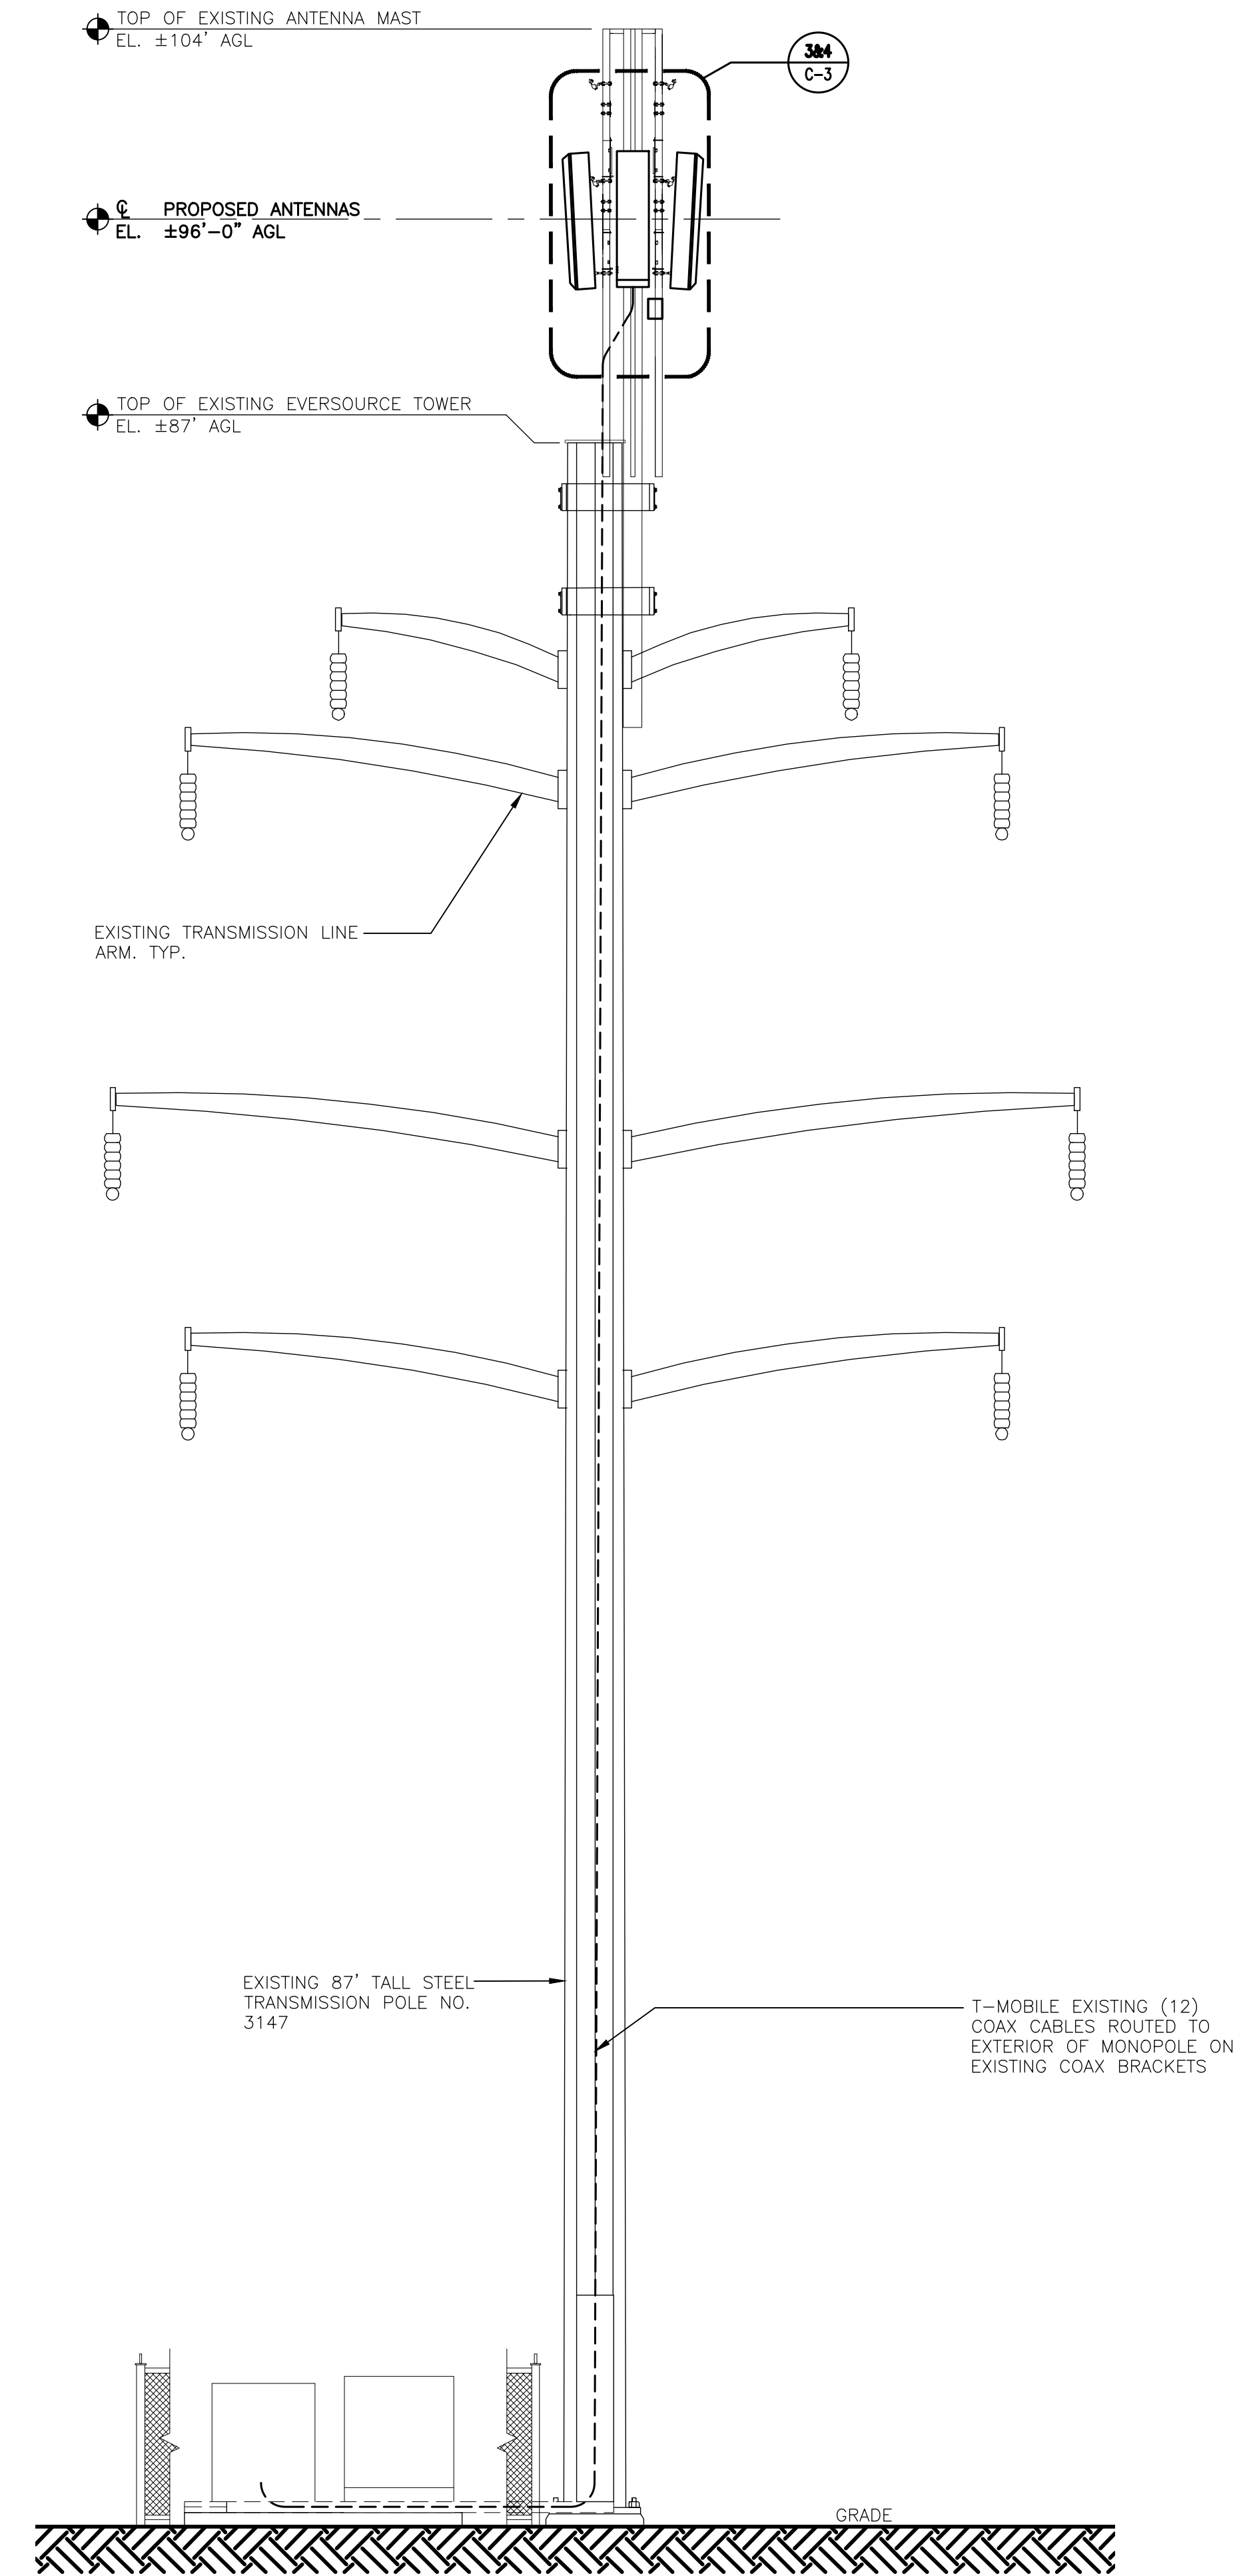 TOP OF EXISTING ANTENNA MAST
EL. ±104' AGL
3&4
C-3
℄ PROPOSED ANTENNAS
EL. ±96'-0" AGL
TOP OF EXISTING EVERSOURCE TOWER
EL. ±87' AGL
EXISTING TRANSMISSION LINE
ARM. TYP.
EXISTING 87' TALL STEEL
TRANSMISSION POLE NO.
3147
T-MOBILE EXISTING (12)
COAX CABLES ROUTED TO
EXTERIOR OF MONOPOLE ON
EXISTING COAX BRACKETS
GRADE